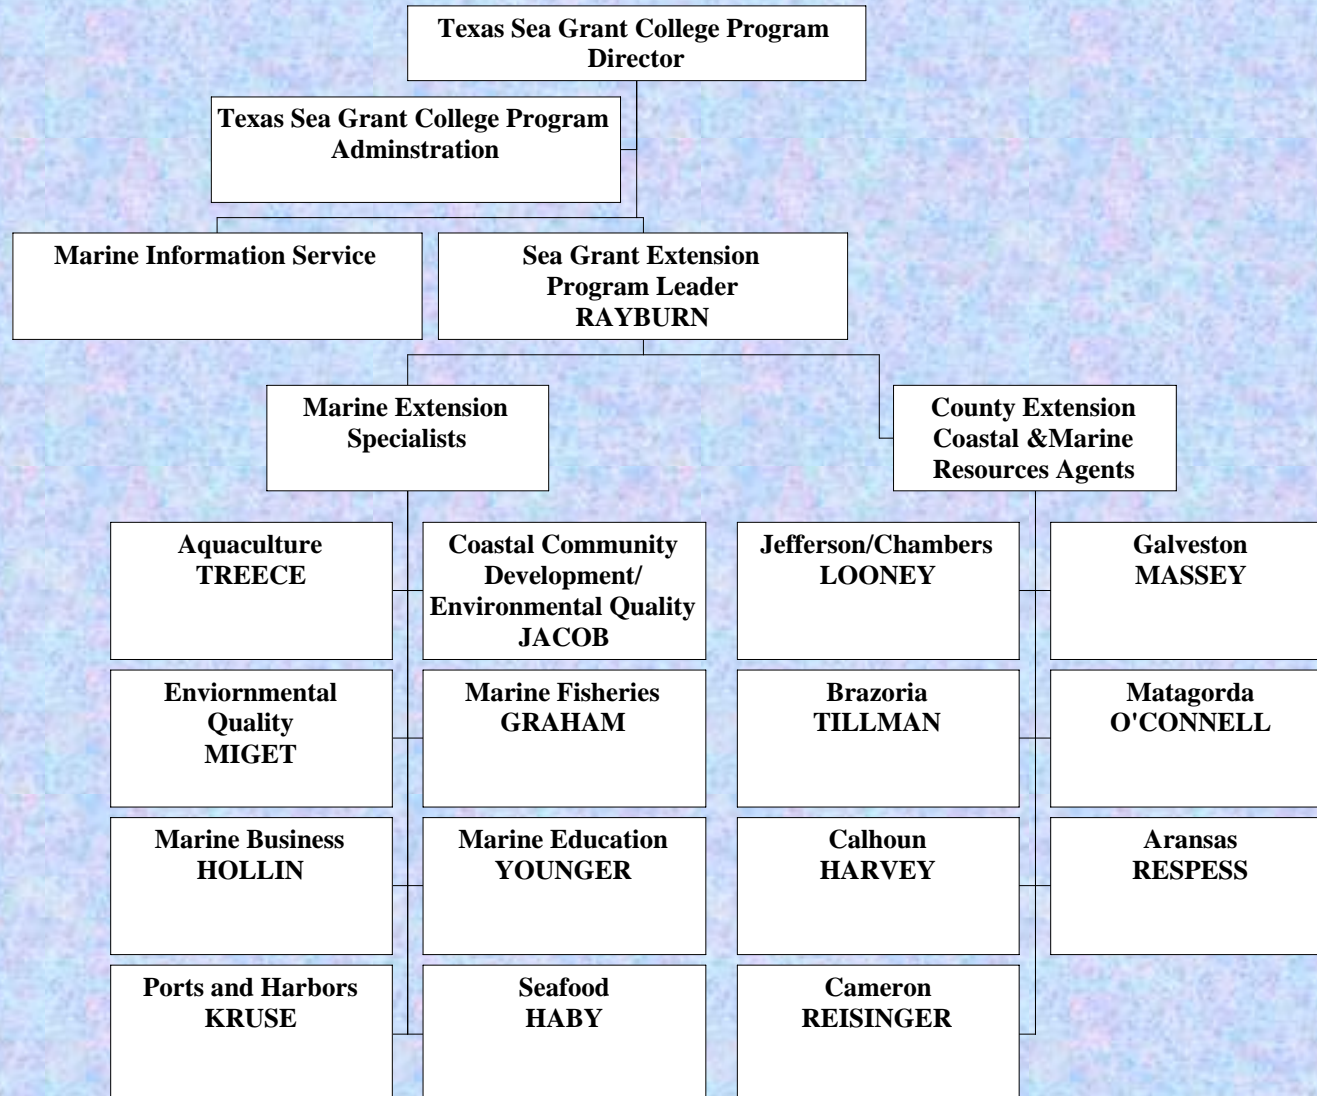 Texas Sea Grant College Program
Director
Texas Sea Grant College Program
Adminstration
Marine Information Service
Sea Grant Extension
Program Leader
RAYBURN
Marine Extension
Specialists
County Extension
Coastal &Marine
Resources Agents
Aquaculture
TREECE
Coastal Community
Development/
Environmental Quality
JACOB
Jefferson/Chambers
LOONEY
Galveston
MASSEY
Enviornmental
Quality
MIGET
Marine Fisheries
GRAHAM
Brazoria
TILLMAN
Matagorda
O'CONNELL
Marine Business
HOLLIN
Marine Education
YOUNGER
Calhoun
HARVEY
Aransas
RESPESS
Ports and Harbors
KRUSE
Seafood
HABY
Cameron
REISINGER